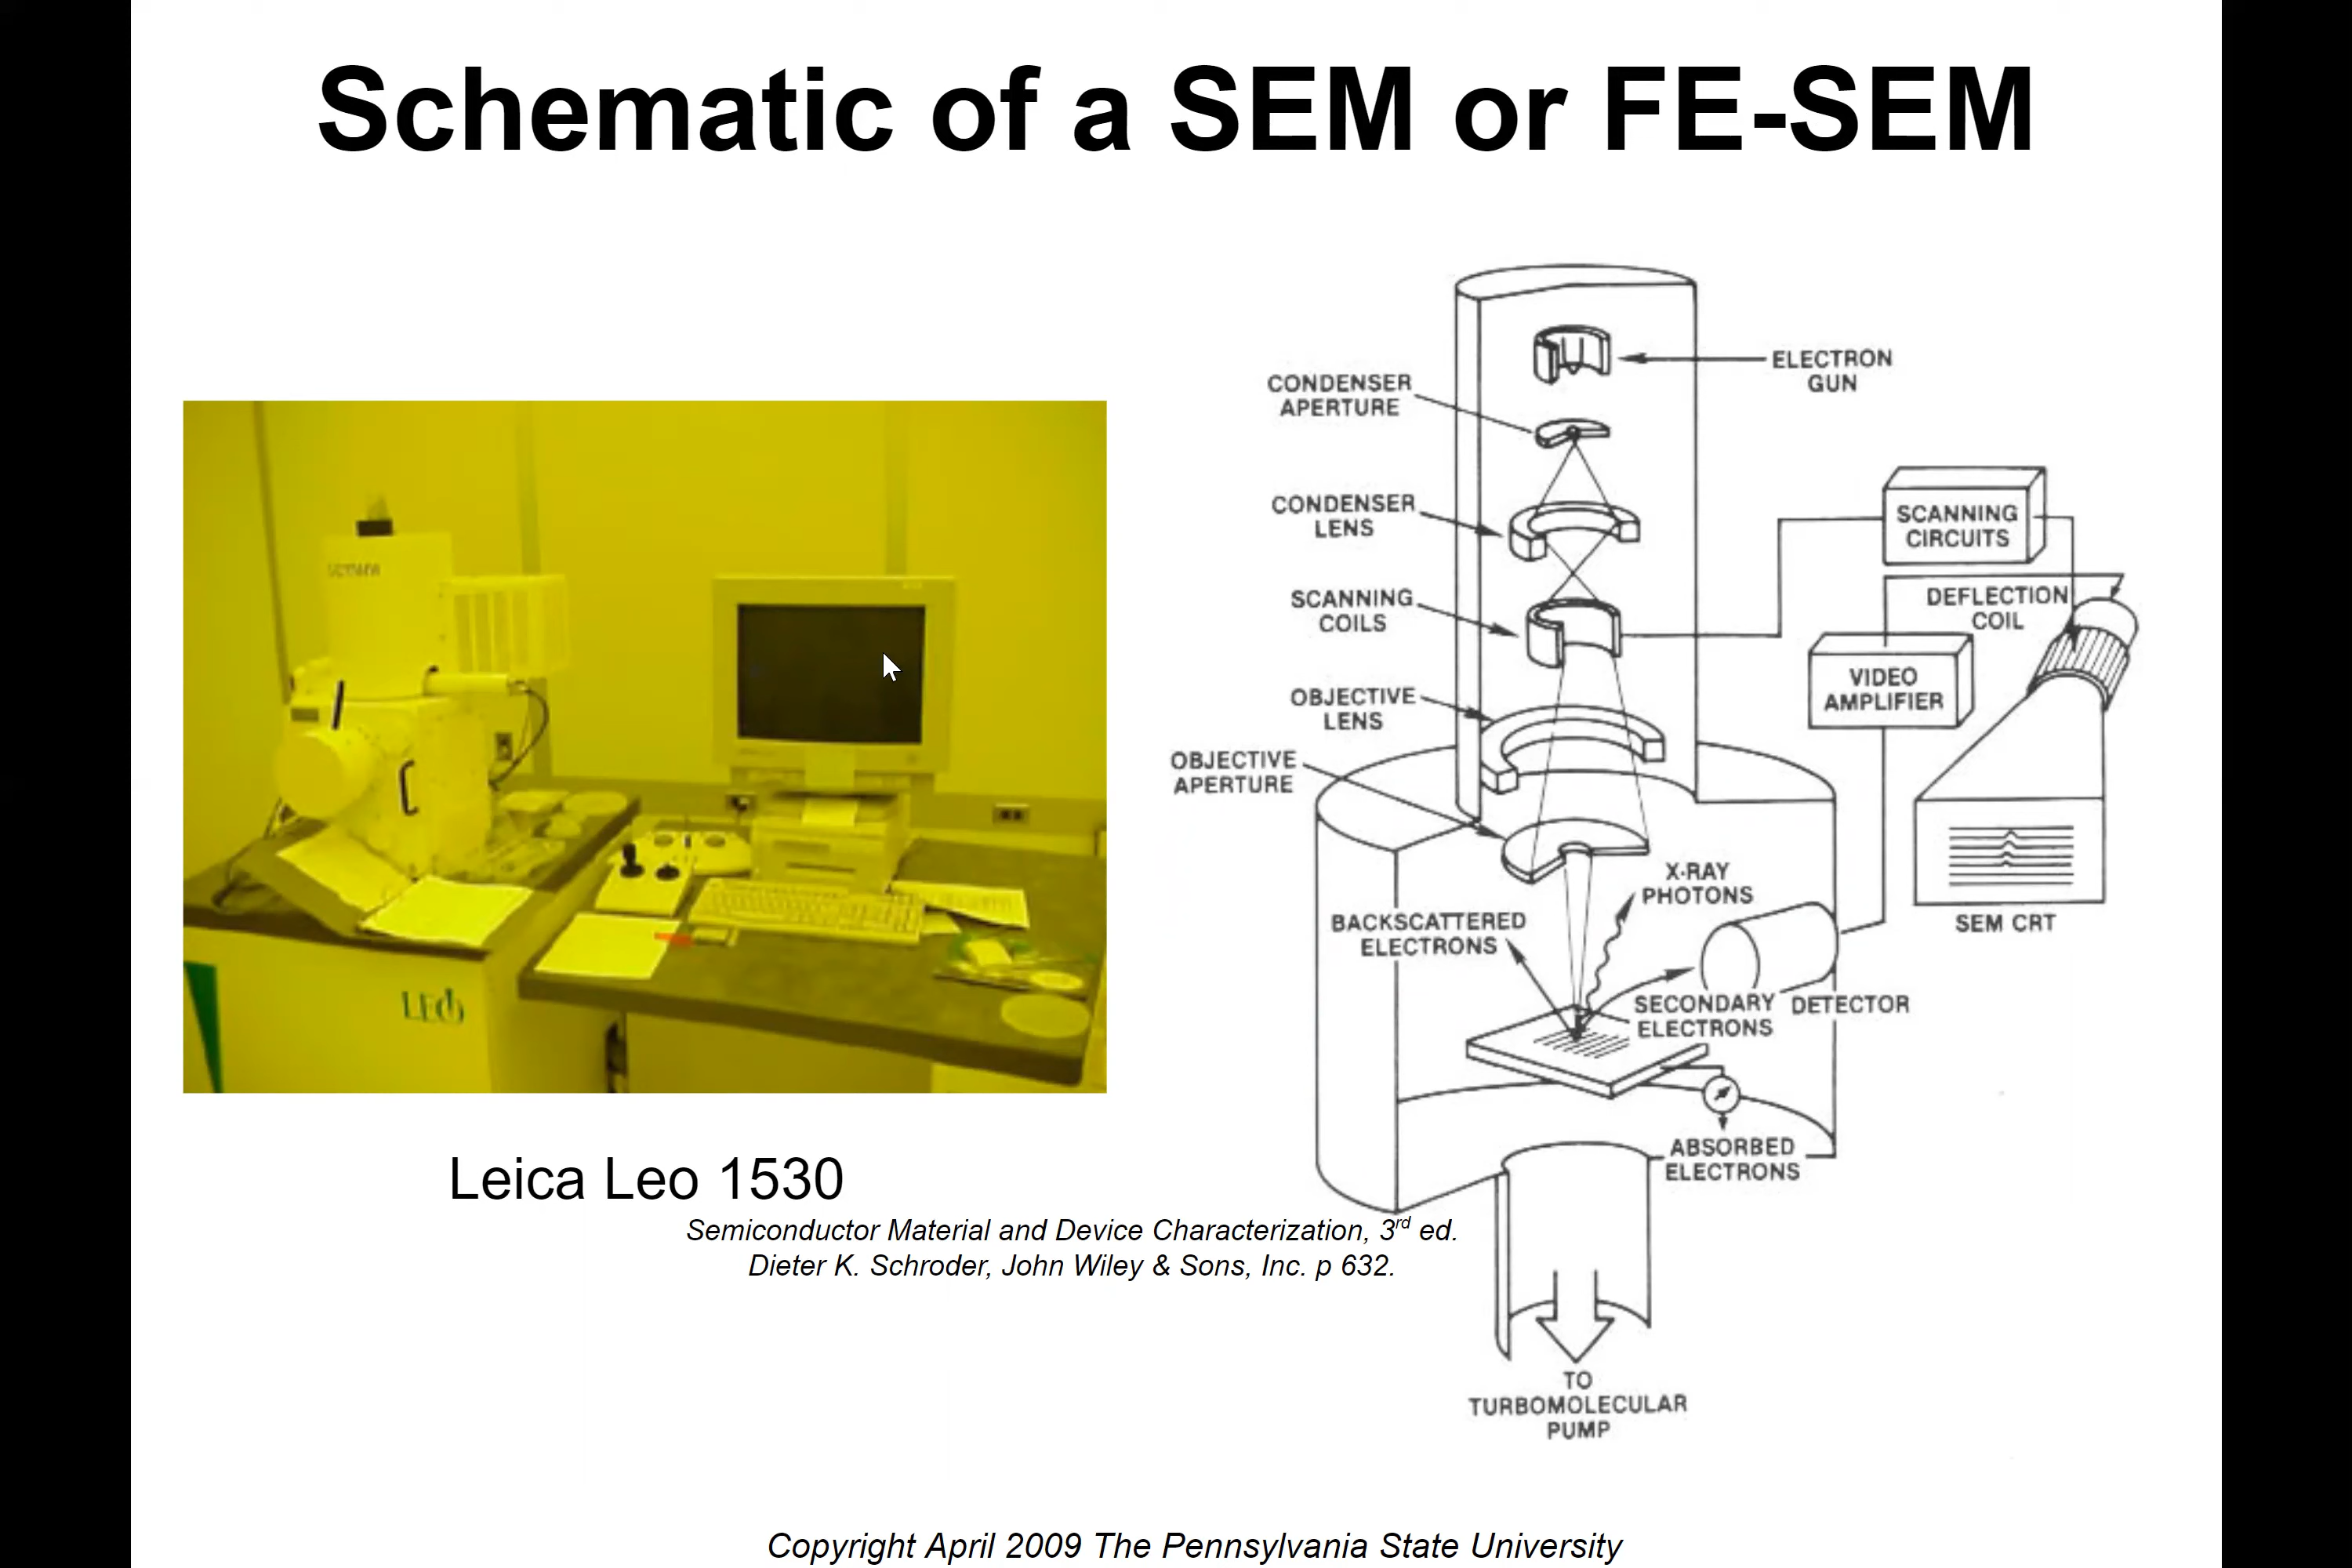 Schematic of a SEM or FE-SEM
ELECTRON
GUN
CONDENSER
APERTURE
CONDENSER
LENS
SCANNING
CIRCUITS
SCANNING
COILS
DEFLECTION
COIL
VIDEO
AMPLIFIER
OBJECTIVE
LENS
OBJECTIVE
APERTURE
X-RAY
PHOTONS
BACKSCATTERED
ELECTRONS
SEM CRT
SECONDARY
ELECTRONS
DETECTOR
ABSORBED
ELECTRONS
TO
TURBOMOLECULAR
PUMP
LEO
Leica Leo 1530
Semiconductor Material and Device Characterization, 3rd ed.
Dieter K. Schroder, John Wiley & Sons, Inc. p 632.
Copyright April 2009 The Pennsylvania State University